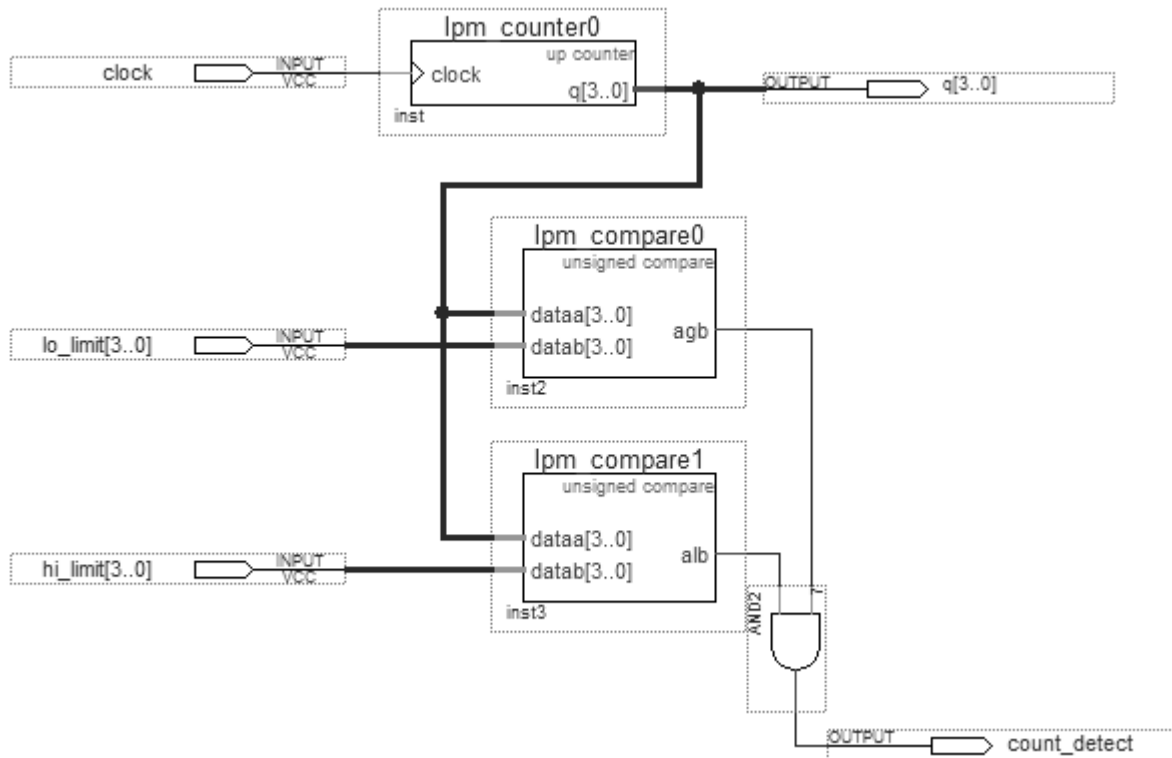 lpm_counter0
up counter
clock
INPUT
VCC
clock
q[3..0]
OUTPUT
q[3..0]
inst
lpm_compare0
unsigned compare
dataa[3..0]
lo_limit[3..0]
INPUT
VCC
datab[3..0]
agb
inst2
lpm_compare1
unsigned compare
dataa[3..0]
hi_limit[3..0]
INPUT
VCC
datab[3..0]
alb
inst3
AND2
OUTPUT
count_detect